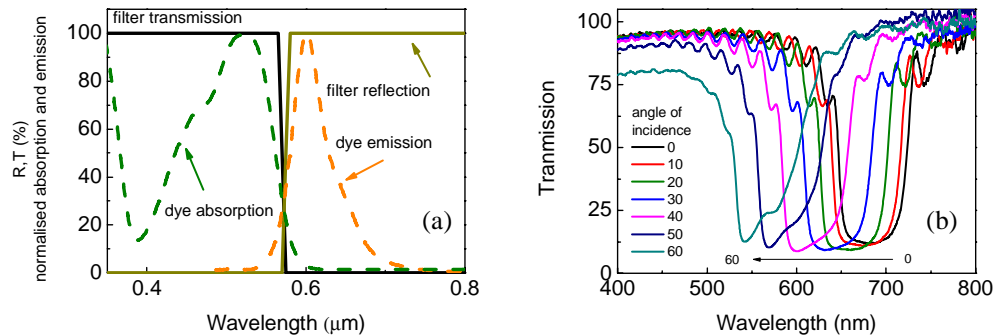 filter transmission
100
80
60
40
20
0
R,T (%)
normalised absorption and emission
filter reflection
dye emission
dye absorption
(a)
0.4
0.6
0.8
Wavelength (μm)
100
75
50
25
0
Tranmission
angle of
incidence
0
10
20
30
40
50
60
(b)
60
0
400
500
600
700
800
Wavelength (nm)